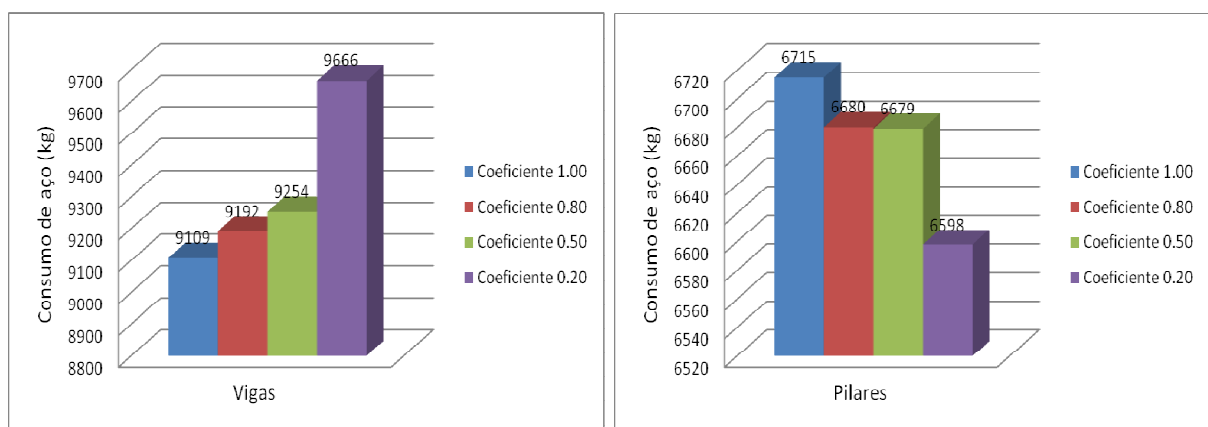 Consumo de aço (kg)
9700
9600
9500
9400
9300
9200
9100
9000
8900
8800
9109
9192
9254
9666
Vigas
Coeficiente 1.00
Coeficiente 0.80
Coeficiente 0.50
Coeficiente 0.20
Consumo de aço (kg)
6720
6700
6680
6660
6640
6620
6600
6580
6560
6540
6520
6715
6680
6679
6598
Pilares
Coeficiente 1.00
Coeficiente 0.80
Coeficiente 0.50
Coeficiente 0.20